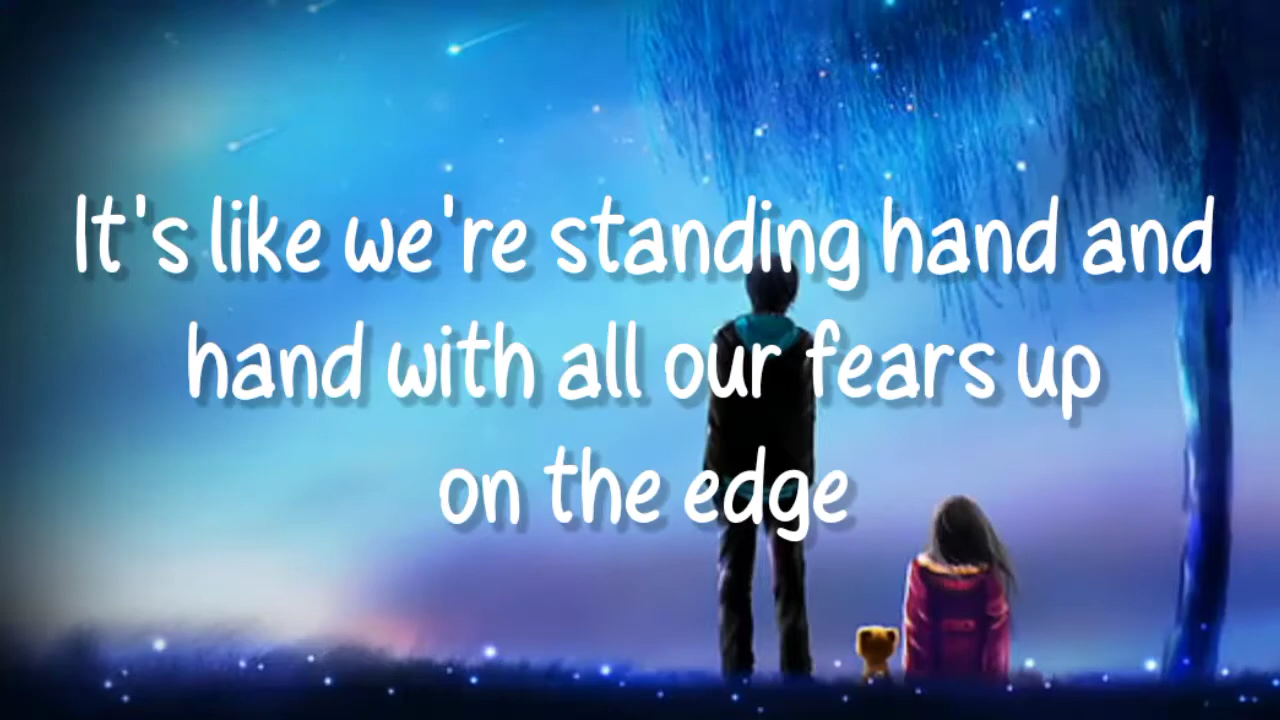 It's like we're standing hand and
hand with all our fears up
on the edge